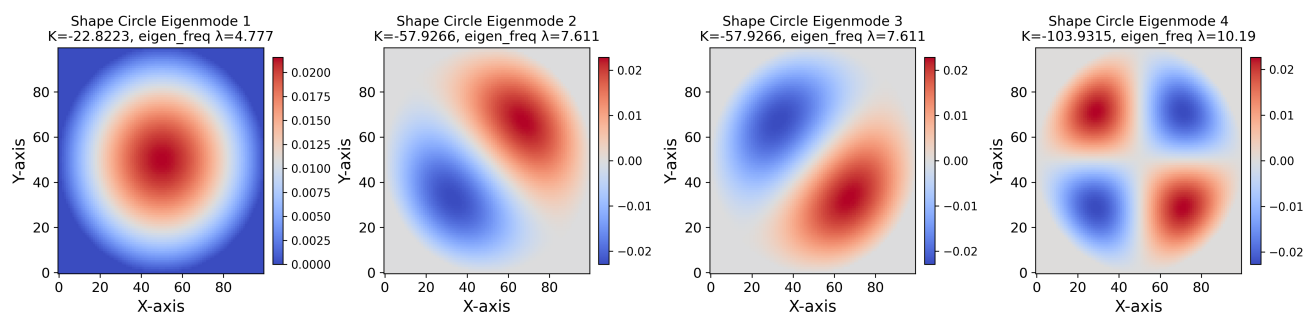 Shape Circle Eigenmode 1
K=-22.8223, eigen_freq λ=4.777
Y-axis
80
60
40
20
0
0 20 40 60 80
X-axis
0.0200
0.0175
0.0150
0.0125
0.0100
0.0075
0.0050
0.0025
0.0000
Shape Circle Eigenmode 2
K=-57.9266, eigen_freq λ=7.611
Y-axis
80
60
40
20
0
0 20 40 60 80
X-axis
0.02
0.01
0.00
−0.01
−0.02
Shape Circle Eigenmode 3
K=-57.9266, eigen_freq λ=7.611
Y-axis
80
60
40
20
0
0 20 40 60 80
X-axis
0.02
0.01
0.00
−0.01
−0.02
Shape Circle Eigenmode 4
K=-103.9315, eigen_freq λ=10.19
Y-axis
80
60
40
20
0
0 20 40 60 80
X-axis
0.02
0.01
0.00
−0.01
−0.02